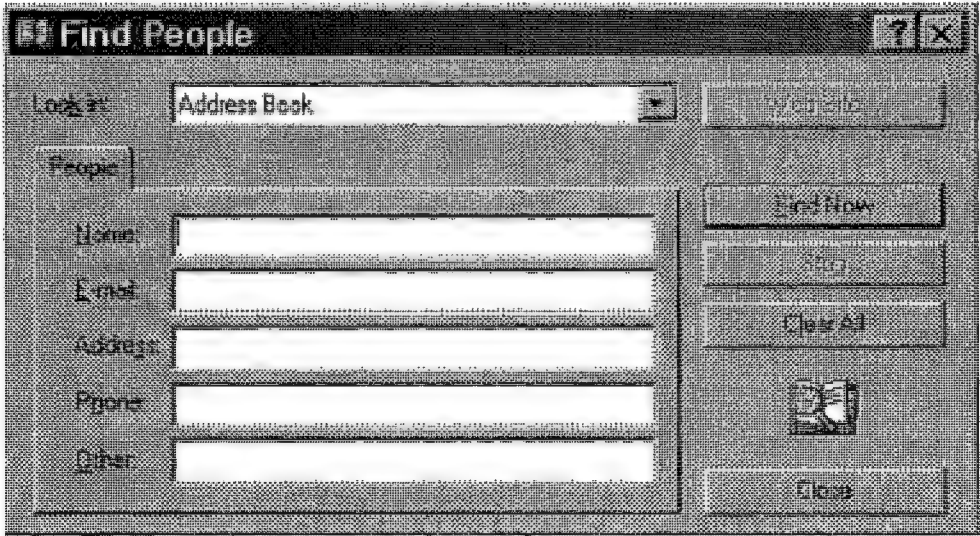 Find People
Look in: Address Book
Web Site
People
Find Now
Name:
E-mail:
Stop
Address:
Clear All
Phone:
Other:
Close